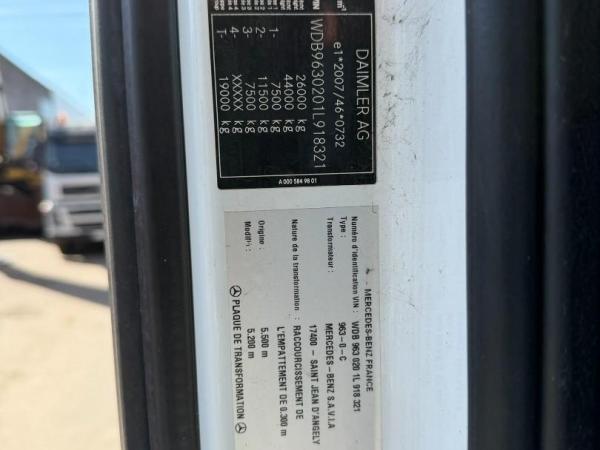 DAIMLER AG
e1*2007/46*0732
WDB9630201L918321
26000 kg
44000 kg
1- 7500 kg
2- 11500 kg
3- 7500 kg
4- XXXXX kg
T- 19000 kg
A 000 584 98 01
MERCEDES-BENZ FRANCE
Numéro d'identification VIN : WDB 963 020 1L 918 321
Type : 963-0-C
Transformateur : MERCEDES-BENZ S.A.V.I.A
17400 - SAINT JEAN D'ANGELY
Nature de la transformation : RACCOURCISSEMENT DE
L'EMPATTEMENT DE 0.300 m
Origine : 5.500 m
Modif° : 5.200 m
PLAQUE DE TRANSFORMATION